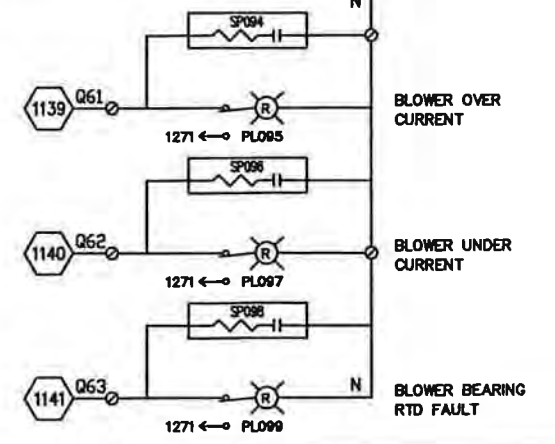 N
SP094
1139 Q61 R BLOWER OVER
CURRENT
1271 PL095
SP096
1140 Q62 R BLOWER UNDER
CURRENT
1271 PL097
SP098
1141 Q63 R N BLOWER BEARING
RTD FAULT
1271 PL099